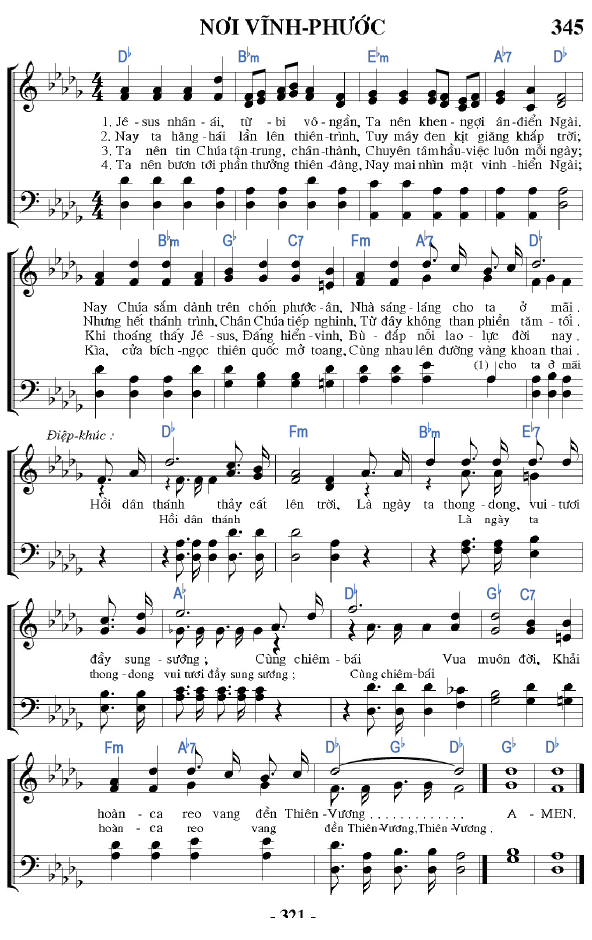 NƠI VĨNH-PHƯỚC 345
D♭ B♭m E♭m A♭7 D♭
1. Jê-sus nhân-ái, từ-bi vô-ngần, Ta nên khen-ngợi ân-điển Ngài.
2. Nay ta hăng-hái lần lên thiên-trình, Tuy mây đen kịt giăng khắp trời;
3. Ta nên tin Chúa tận-trung, chân-thành, Chuyên tâm hầu-việc luôn mỗi ngày;
4. Ta nên bươn tới phần thưởng thiên-đàng, Nay mai nhìn mặt vinh-hiển Ngài;
B♭m G♭ C7 Fm A♭7 D♭
Nay Chúa sắm dành trên chốn phước-ân, Nhà sáng-láng cho ta ở mãi.
Nhưng hết thánh trình, Chân Chúa tiếp nghinh, Từ đây không than phiền tăm-tối.
Khi thoáng thấy Jê-sus, Đấng hiển-vinh, Bù-đắp nỗi lao-lực đời nay.
Kìa, cửa bích-ngọc thiên quốc mở toang, Cùng nhau lên đường vàng khoan thai.
(1) cho ta ở mãi
Điệp-khúc :
D♭ Fm B♭m E♭7
Hồi dân thánh thảy cất lên trời, Là ngày ta thong-dong, vui-tươi
Hồi dân thánh Là ngày ta
A♭ D♭ G♭ C7
đầy sung-sướng; Cùng chiêm-bái Vua muôn đời, Khải
thong-dong vui tươi đầy sung sương; Cùng chiêm-bái
Fm A♭7 D♭ G♭ D♭ G♭ D♭
hoàn-ca reo vang đền Thiên-Vương . . . . . . . . . . . . . A-MEN.
hoàn-ca reo vang đền Thiên-Vương, Thiên-Vương.
- 321 -